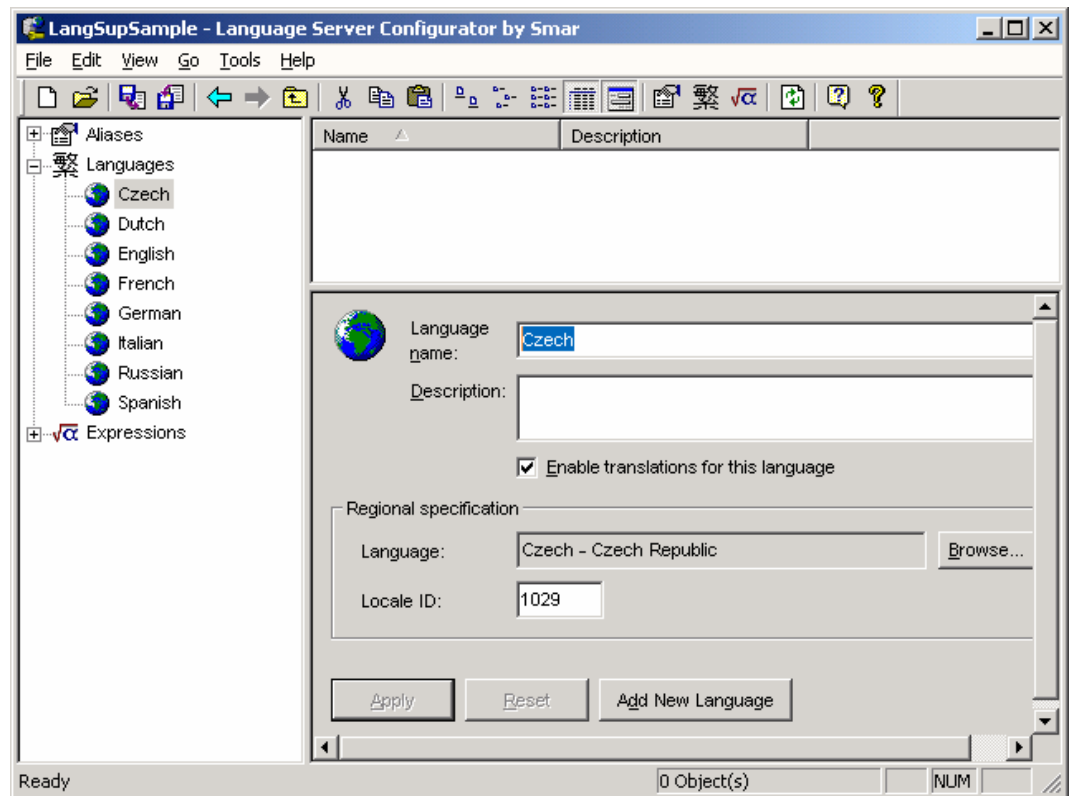 LangSupSample - Language Server Configurator by Smar
File Edit View Go Tools Help
繁 √α
Name Description
Aliases
繁 Languages
Czech
Dutch
English
French
German
Italian
Russian
Spanish
√α Expressions
Language name: Czech
Description:
Enable translations for this language
Regional specification
Language: Czech - Czech Republic Browse...
Locale ID: 1029
Apply Reset Add New Language
Ready 0 Object(s) NUM